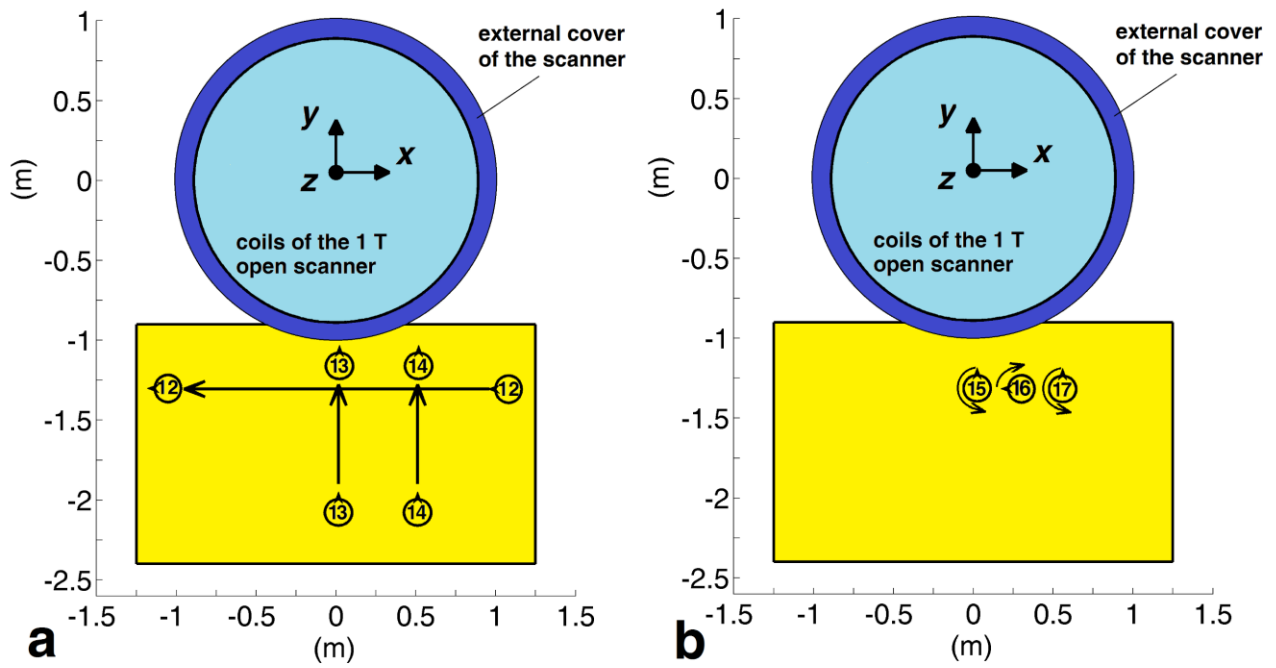 external cover
of the scanner
y
x
z
coils of the 1 T
open scanner
1
0.5
0
-0.5
-1
-1.5
-2
-2.5
(m)
13
14
12
12
13
14
-1.5
-1
-0.5
0
0.5
1
1.5
(m)
a
external cover
of the scanner
y
x
z
coils of the 1 T
open scanner
1
0.5
0
-0.5
-1
-1.5
-2
-2.5
(m)
15
16
17
-1.5
-1
-0.5
0
0.5
1
1.5
(m)
b